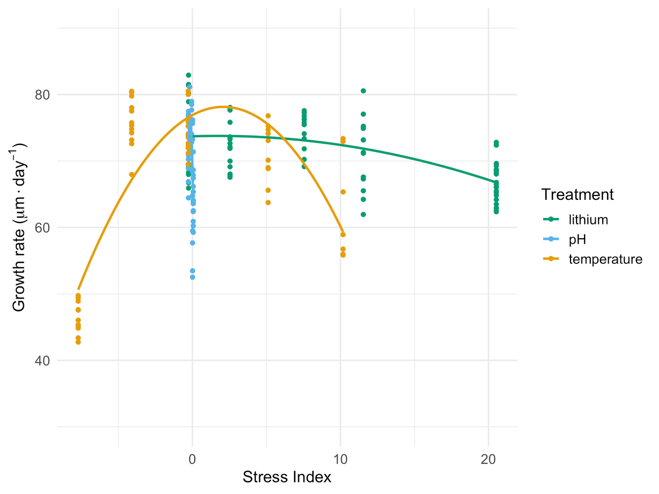 80
60
40
0
10
20
Growth rate (μm · day⁻¹)
Stress Index
Treatment
lithium
pH
temperature